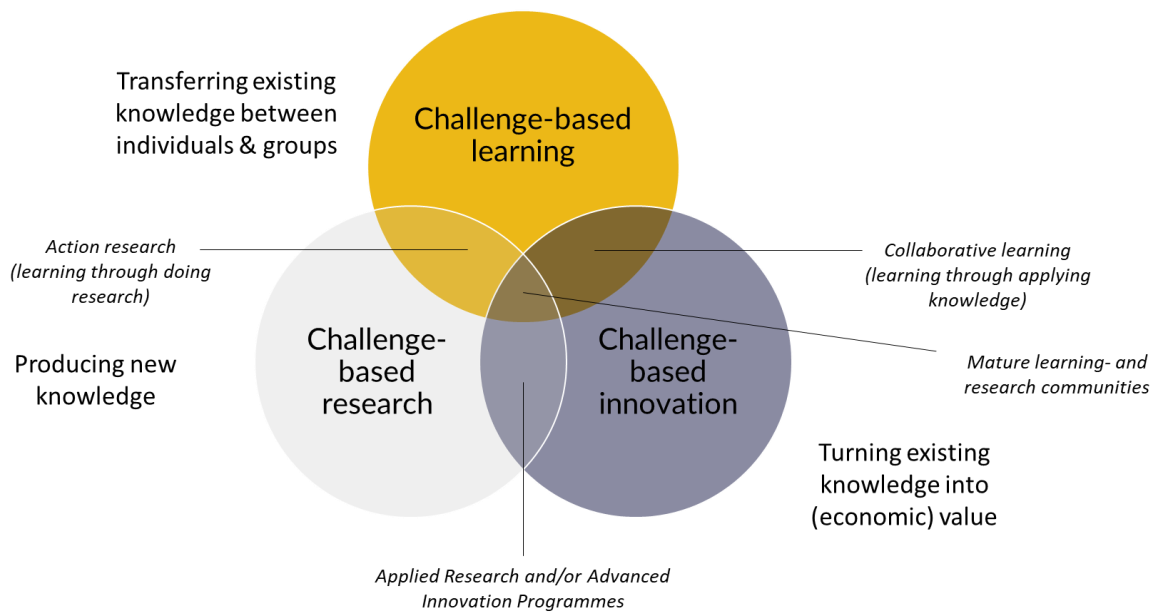 Transferring existing
knowledge between
individuals & groups
Challenge-based
learning
Action research
(learning through doing
research)
Collaborative learning
(learning through applying
knowledge)
Producing new
knowledge
Challenge-
based
research
Challenge-
based
innovation
Mature learning- and
research communities
Turning existing
knowledge into
(economic) value
Applied Research and/or Advanced
Innovation Programmes